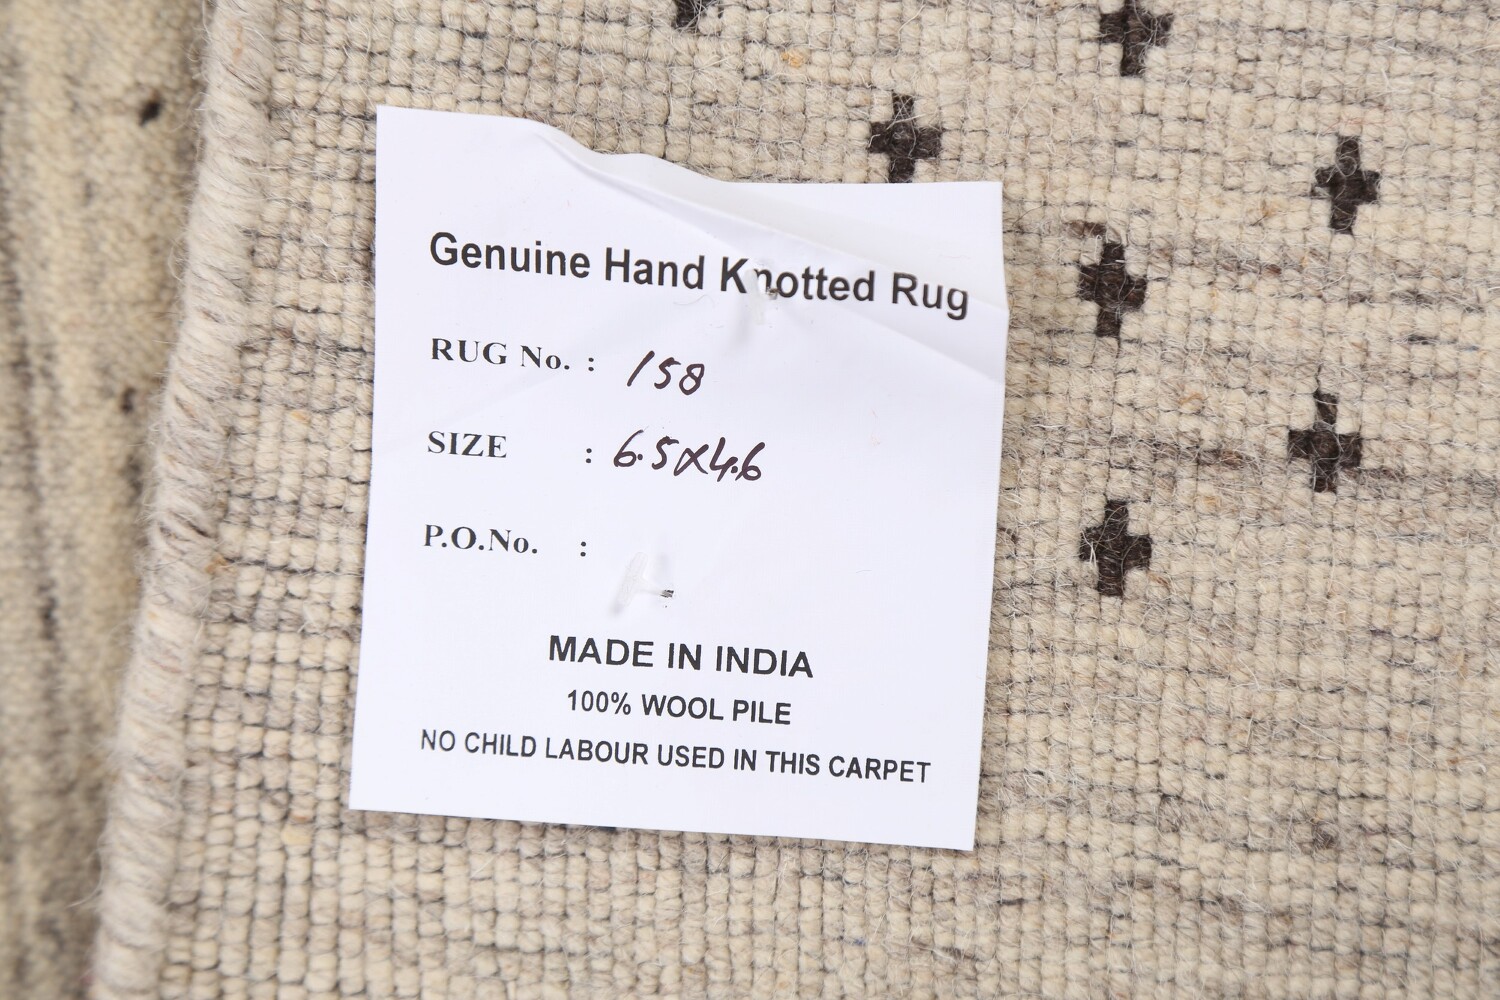 Genuine Hand Knotted Rug
RUG No. : 158
SIZE : 6.5x4.6
P.O.No. :
MADE IN INDIA
100% WOOL PILE
NO CHILD LABOUR USED IN THIS CARPET